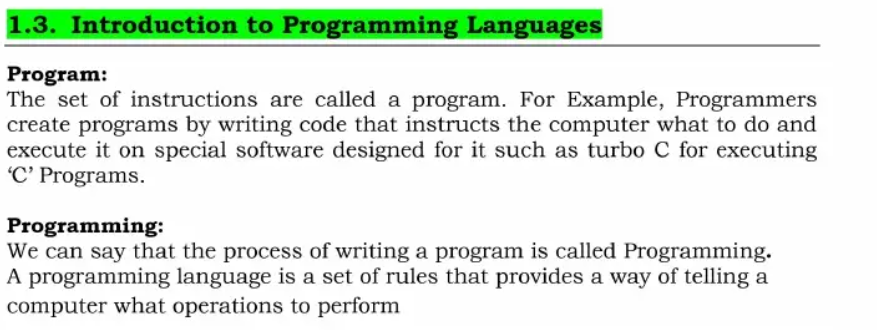 1.3. Introduction to Programming Languages
Program:
The set of instructions are called a program. For Example, Programmers
create programs by writing code that instructs the computer what to do and
execute it on special software designed for it such as turbo C for executing
‘C’ Programs.
Programming:
We can say that the process of writing a program is called Programming.
A programming language is a set of rules that provides a way of telling a
computer what operations to perform